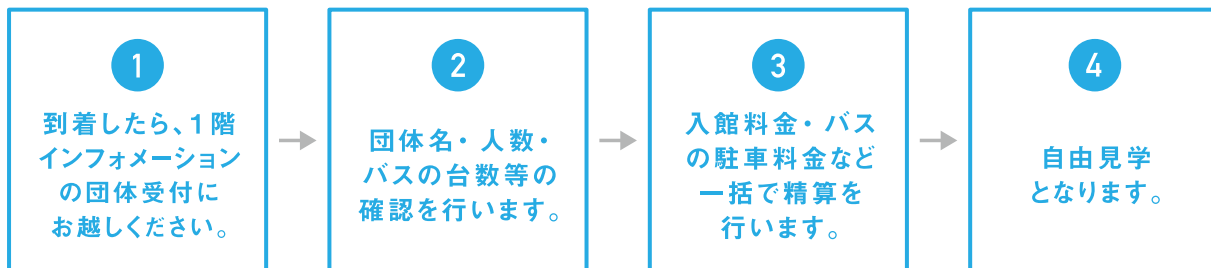 1
到着したら、1階
インフォメーション
の団体受付に
お越しください。
2
団体名・人数・
バスの台数等の
確認を行います。
3
入館料金・バス
の駐車料金など
一括で精算を
行います。
4
自由見学
となります。